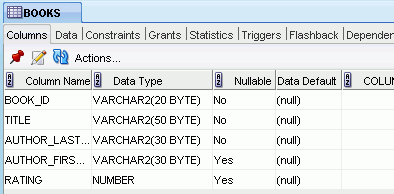 BOOKS
Columns Data Constraints Grants Statistics Triggers Flashback Dependen
Actions...
Column Name Data Type Nullable Data Default COLUM
BOOK_ID VARCHAR2(20 BYTE) No (null)
TITLE VARCHAR2(50 BYTE) No (null)
AUTHOR_LAST... VARCHAR2(30 BYTE) No (null)
AUTHOR_FIRS... VARCHAR2(30 BYTE) Yes (null)
RATING NUMBER Yes (null)